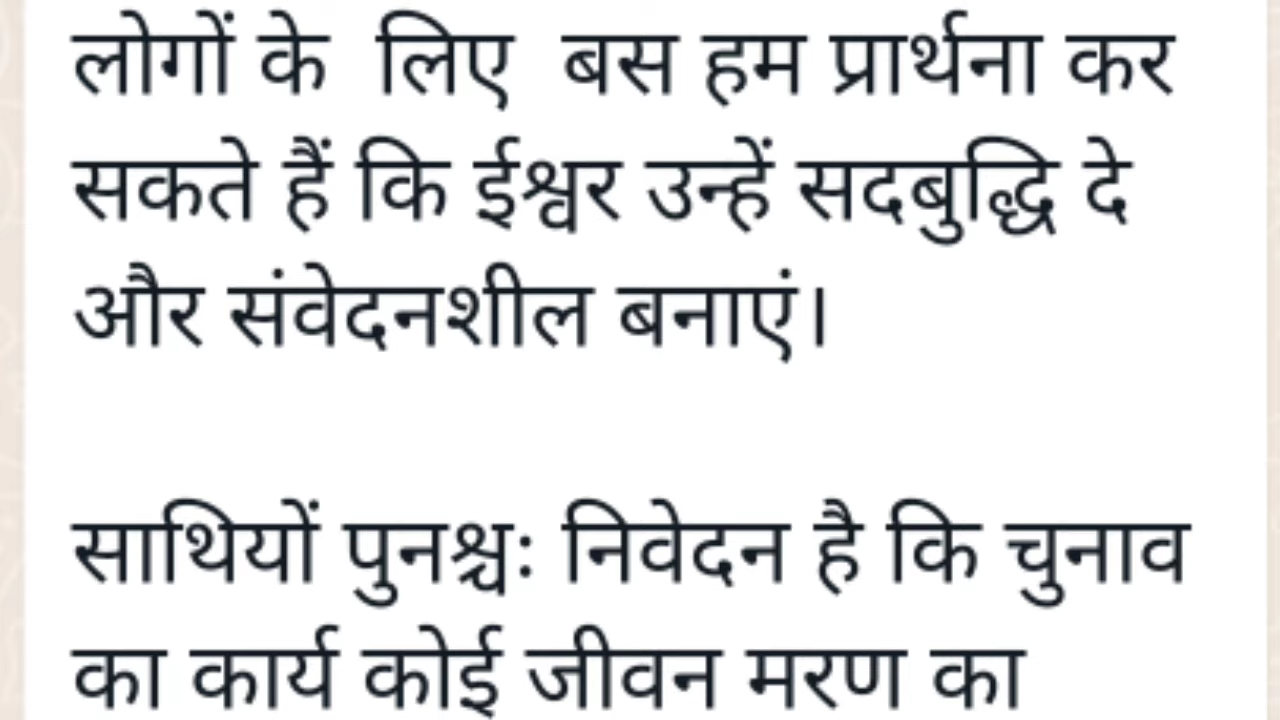 लोगों के लिए बस हम प्रार्थना कर
सकते हैं कि ईश्वर उन्हें सदबुद्धि दे
और संवेदनशील बनाएं।
साथियों पुनश्चः निवेदन है कि चुनाव
का कार्य कोई जीवन मरण का